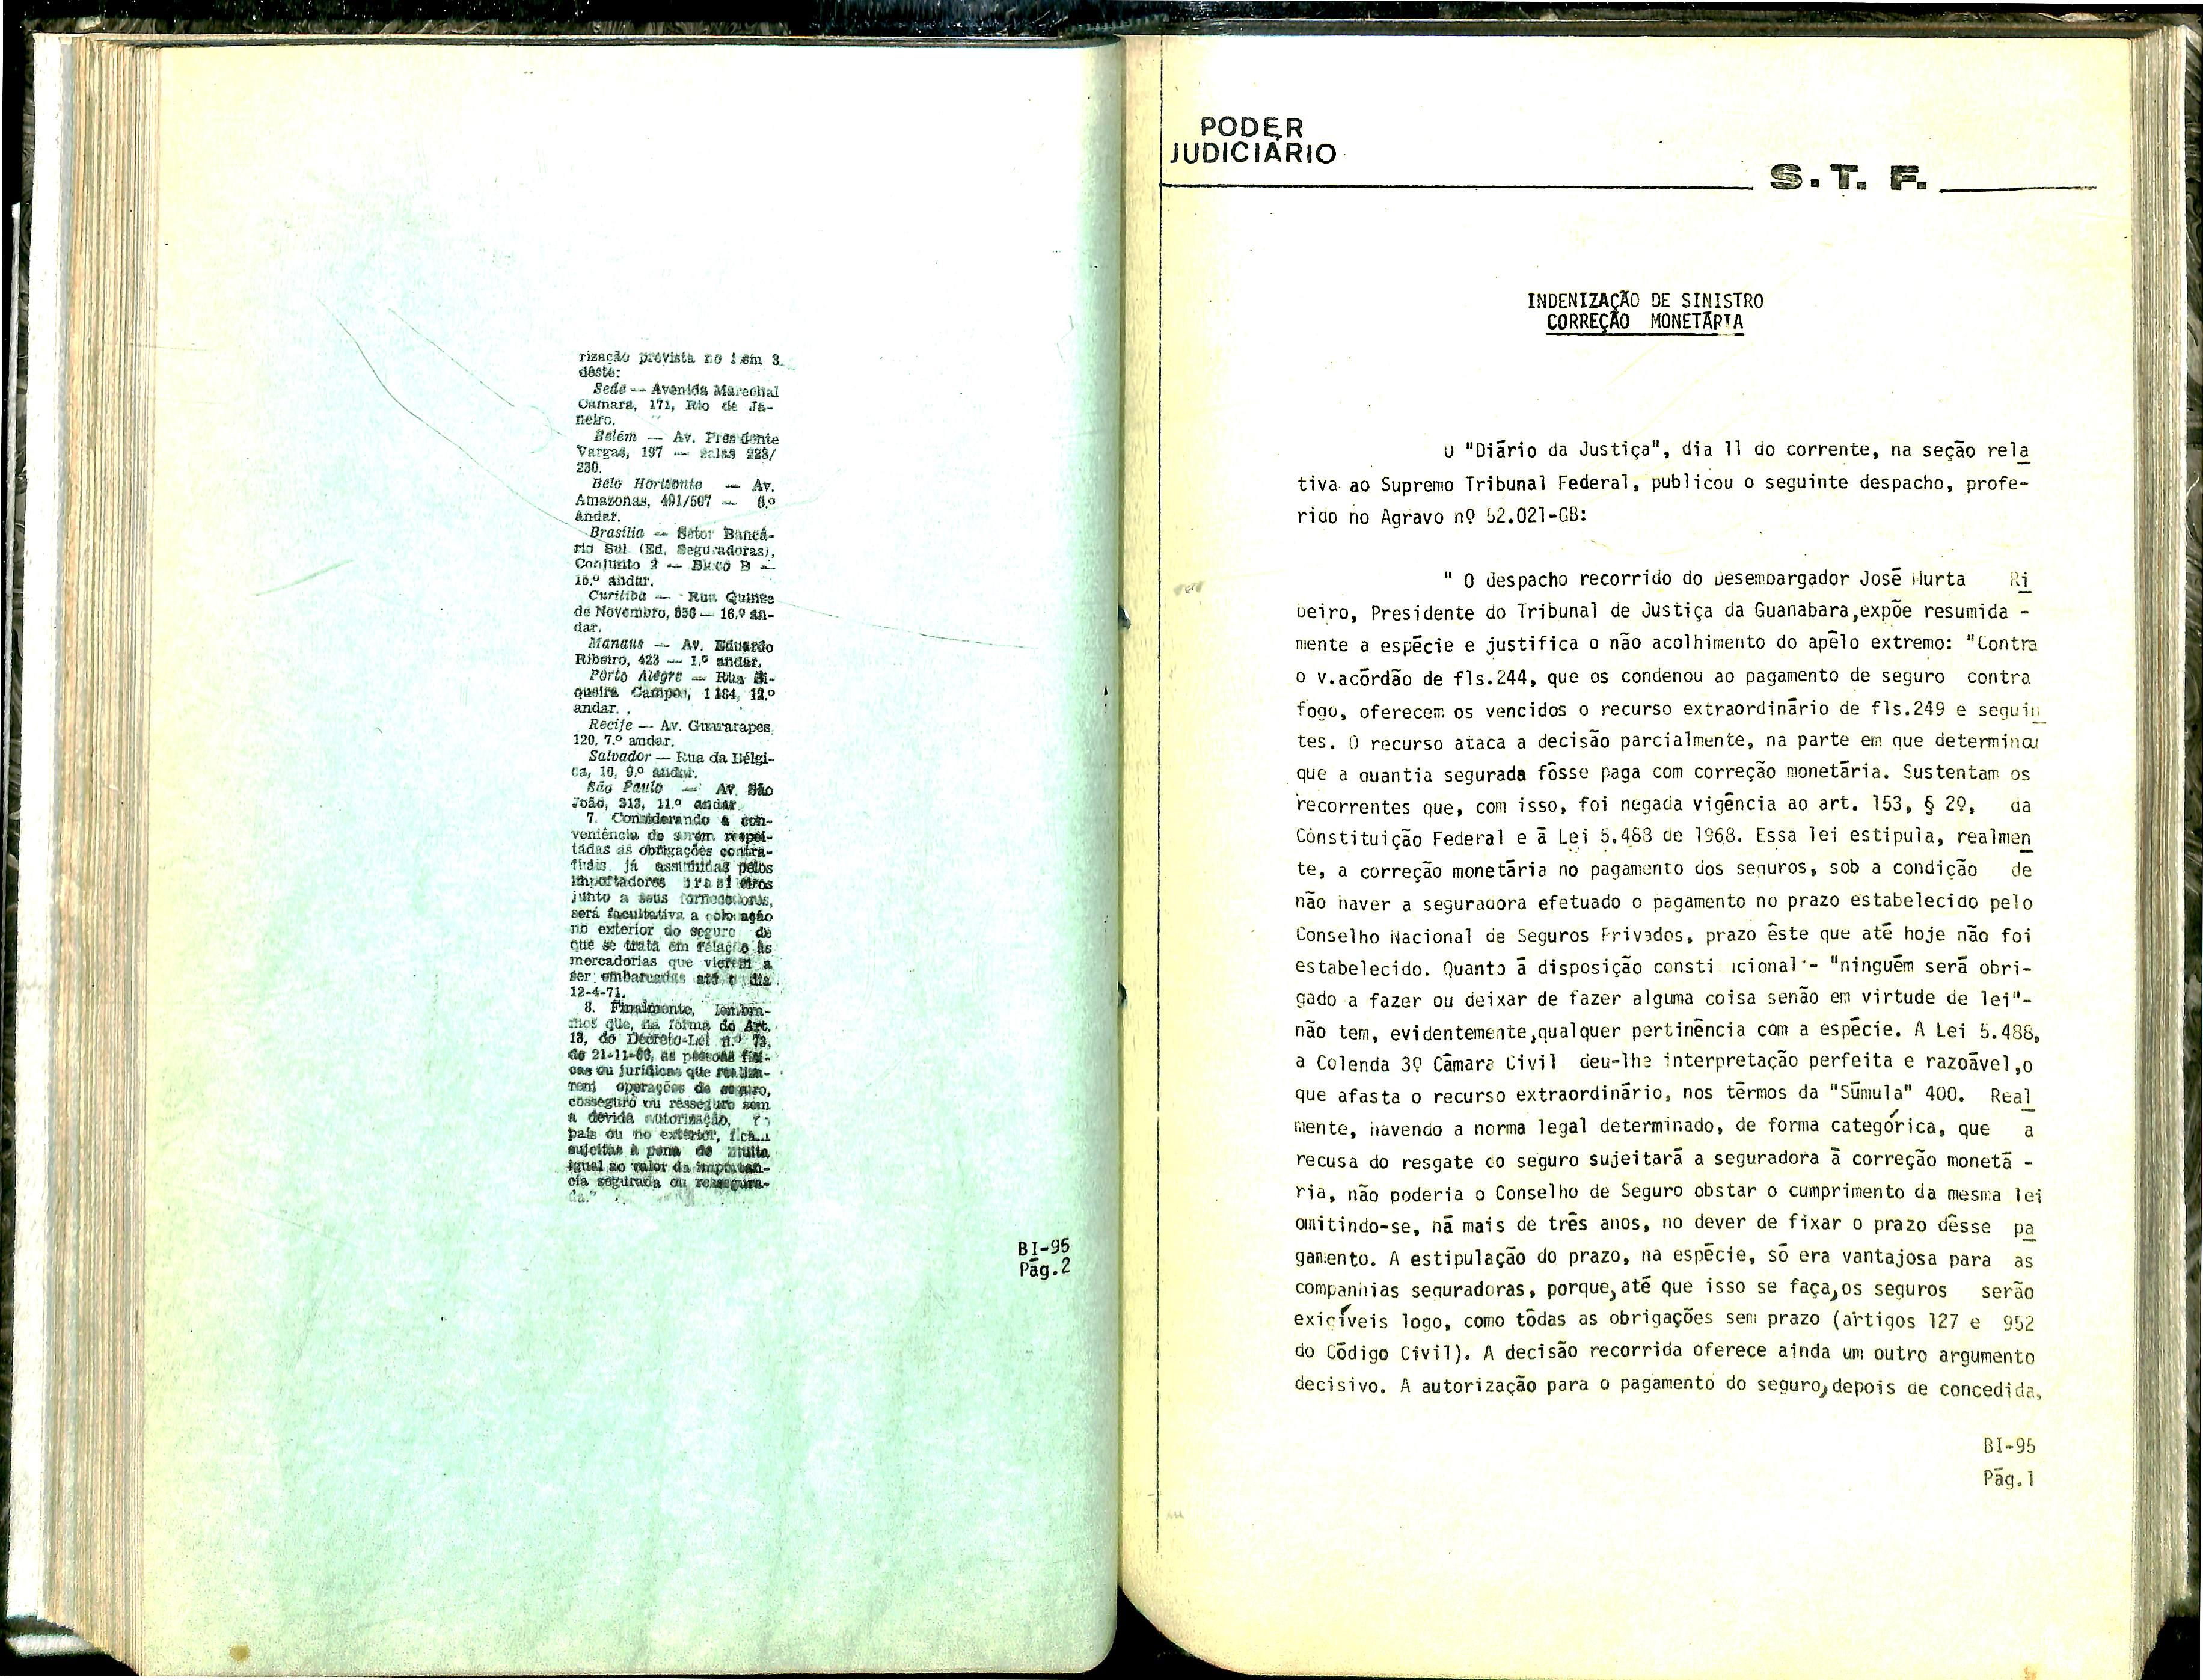 rização prevista no item 3
dêste:
Sede — Avenida Marechal
Câmara, 171, Rio de Ja-
neiro.
Belém — Av. Presidente
Vargas, 197 — salas 228/
230.
Belo Horizonte — Av.
Amazonas, 491/507 — 8.º
andar.
Brasília — Setor Bancá-
rio Sul (Ed. Seguradoras),
Conjunto 2 — Bloco B —
15.º andar.
Curitiba — Rua Quinze
de Novembro, 556 — 16.º an-
dar.
Manaus — Av. Eduardo
Ribeiro, 423 — 1.º andar.
Pôrto Alegre — Rua Si-
queira Campos, 1184, 12.º
andar.
Recife — Av. Guararapes,
120, 7.º andar.
Salvador — Rua da Bélgi-
ca, 10, 9.º andar.
São Paulo — Av. São
João, 313, 11.º andar.
7. Considerando a con-
veniência de serem respei-
tadas as obrigações contra-
tuais já assumidas pelos
importadores brasileiros
junto a seus fornecedores,
será facultativa a colocação
no exterior do seguro de
que se trata em relação às
mercadorias que vierem a
ser embarcadas até o dia
12-4-71.
8. Finalmente, lembra-
mos que, na forma do Art.
13, do Decreto-Lei n.º 73,
de 21-11-66, as pessoas físi-
cas ou jurídicas que realiza-
rem operações de seguro,
cosseguro ou resseguro sem
a devida autorização, no
país ou no exterior, ficam
sujeitas à pena de multa
igual ao valor da importân-
cia segurada ou ressegura-
da."
BI-95
Pág.2
PODER
JUDICIÁRIO
S.T. F.
INDENIZAÇÃO DE SINISTRO
CORREÇÃO MONETÁRIA
O "Diário da Justiça", dia 11 do corrente, na seção rela
tiva ao Supremo Tribunal Federal, publicou o seguinte despacho, profe-
rido no Agravo nº 52.021-GB:
" O despacho recorrido do Desembargador José Murta Ri
beiro, Presidente do Tribunal de Justiça da Guanabara,expõe resumida -
mente a espécie e justifica o não acolhimento do apêlo extremo: "Contra
o v.acórdão de fls.244, que os condenou ao pagamento de seguro contra
fogo, oferecem os vencidos o recurso extraordinário de fls.249 e seguin
tes. O recurso ataca a decisão parcialmente, na parte em que determinou
que a quantia segurada fôsse paga com correção monetária. Sustentam os
recorrentes que, com isso, foi negada vigência ao art. 153, § 2º, da
Constituição Federal e à Lei 5.488 de 1968. Essa lei estipula, realmen
te, a correção monetária no pagamento dos seguros, sob a condição de
não haver a seguradora efetuado o pagamento no prazo estabelecido pelo
Conselho Nacional de Seguros Privados, prazo êste que até hoje não foi
estabelecido. Quanto à disposição constitucional - "ninguém será obri-
gado a fazer ou deixar de fazer alguma coisa senão em virtude de lei"-
não tem, evidentemente,qualquer pertinência com a espécie. A Lei 5.488,
a Colenda 3º Câmara Civil deu-lhe interpretação perfeita e razoável,o
que afasta o recurso extraordinário, nos têrmos da "Súmula" 400. Real
mente, havendo a norma legal determinado, de forma categórica, que a
recusa do resgate do seguro sujeitará a seguradora à correção monetá -
ria, não poderia o Conselho de Seguro obstar o cumprimento da mesma lei
omitindo-se, há mais de três anos, no dever de fixar o prazo dêsse pa
gamento. A estipulação do prazo, na espécie, só era vantajosa para as
companhias seguradoras, porque,até que isso se faça,os seguros serão
exigíveis logo, como tôdas as obrigações sem prazo (artigos 127 e 952
do Código Civil). A decisão recorrida oferece ainda um outro argumento
decisivo. A autorização para o pagamento do seguro,depois de concedida,
BI-95
Pág.1